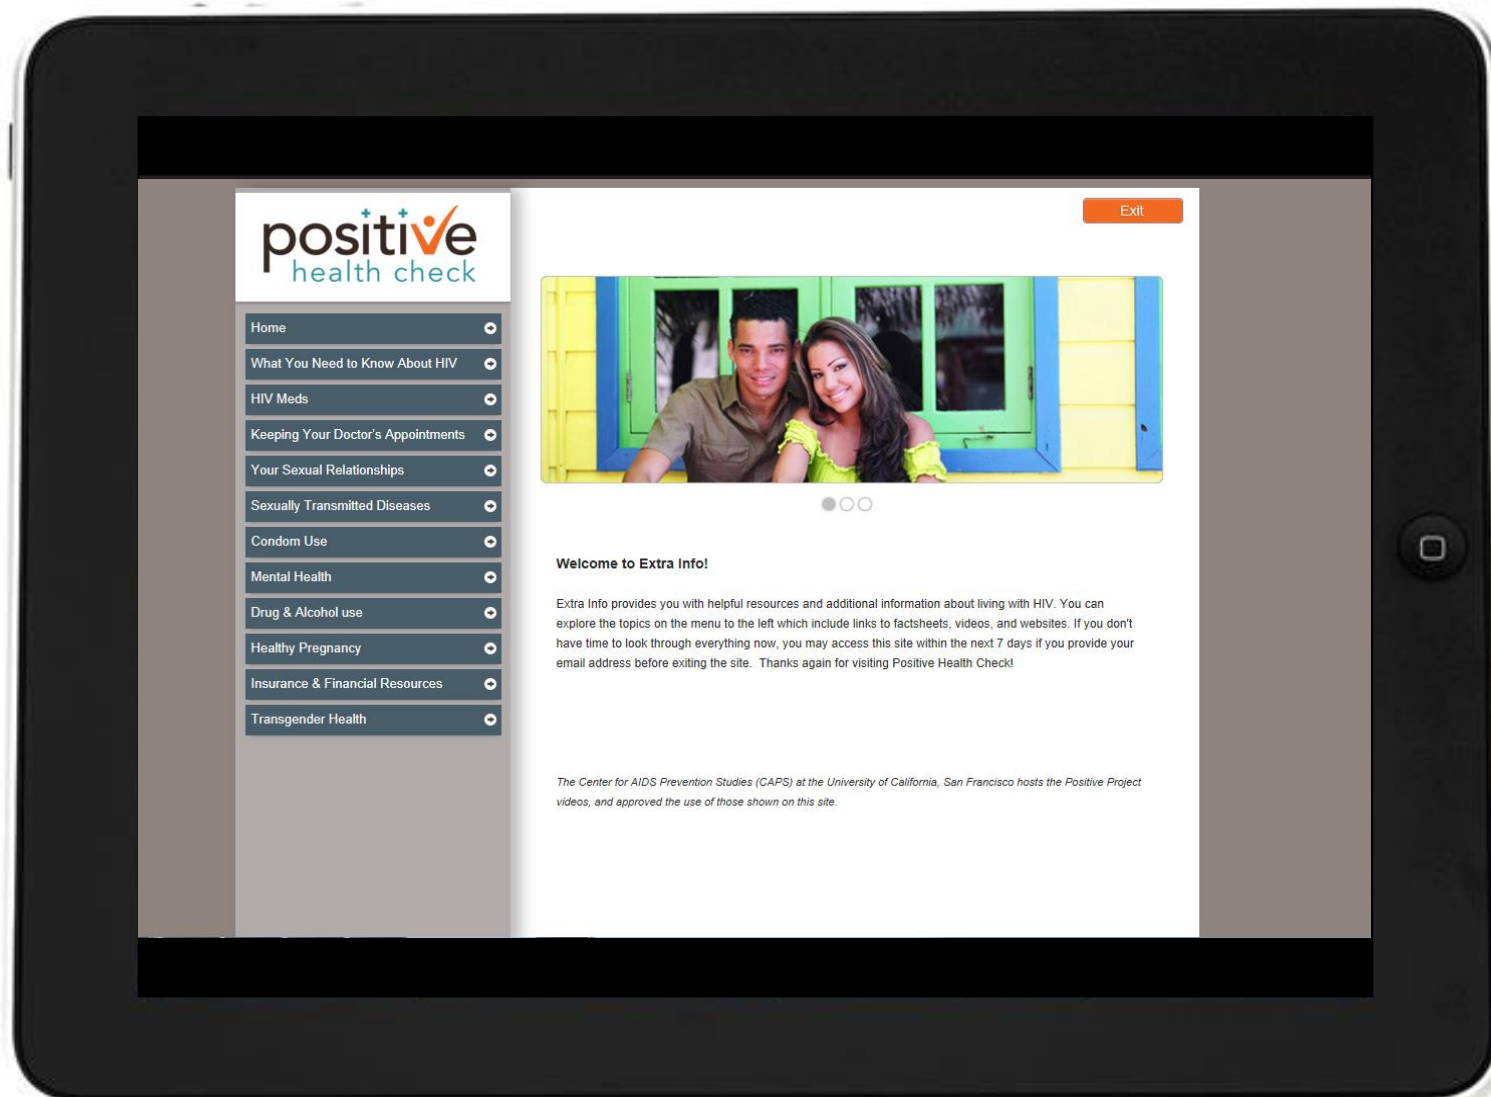 positive
health check
Home
What You Need to Know About HIV
HIV Meds
Keeping Your Doctor's Appointments
Your Sexual Relationships
Sexually Transmitted Diseases
Condom Use
Mental Health
Drug & Alcohol use
Healthy Pregnancy
Insurance & Financial Resources
Transgender Health
Exit
Welcome to Extra Info!
Extra Info provides you with helpful resources and additional information about living with HIV. You can
explore the topics on the menu to the left which include links to factsheets, videos, and websites. If you don't
have time to look through everything now, you may access this site within the next 7 days if you provide your
email address before exiting the site.  Thanks again for visiting Positive Health Check!
The Center for AIDS Prevention Studies (CAPS) at the University of California, San Francisco hosts the Positive Project
videos, and approved the use of those shown on this site.